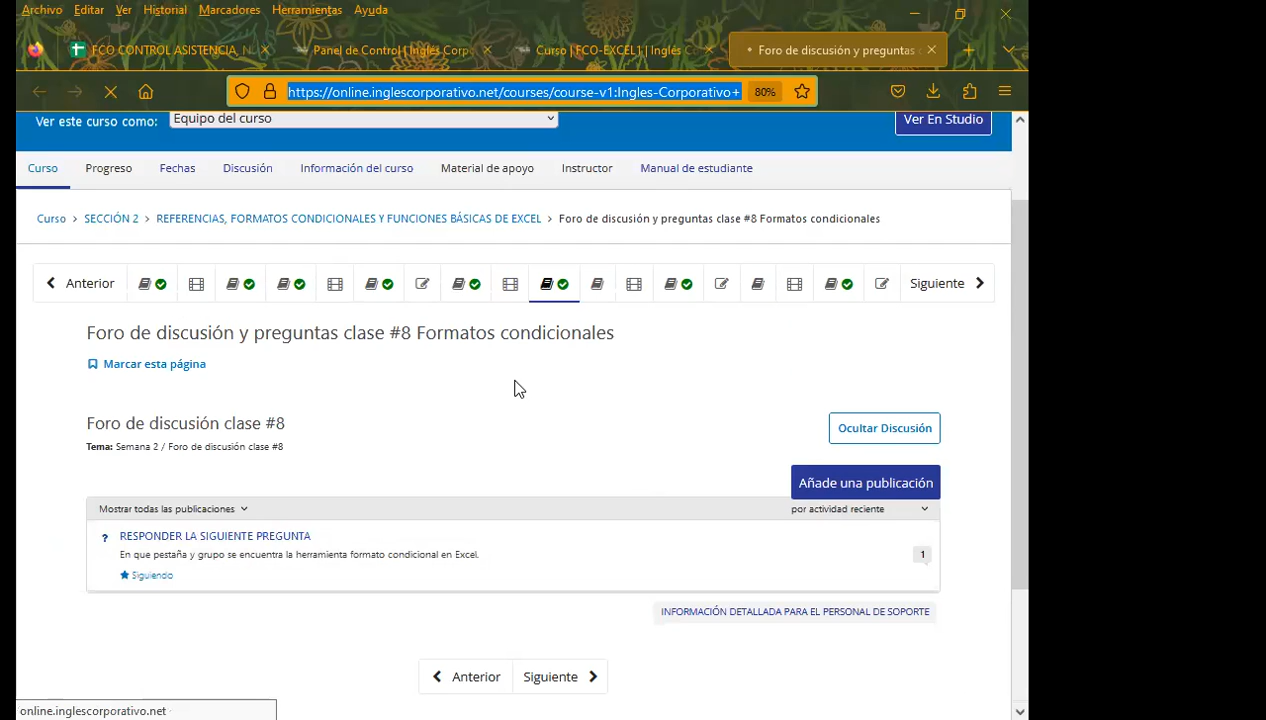 Archivo Editar Ver Historial Marcadores Herramientas Ayuda
FCO CONTROL ASISTENCIA, N Panel de Control | Inglés Corp Curso | FCO-EXCEL1 | Inglés C Foro de discusión y preguntas
https://online.inglescorporativo.net/courses/course-v1:Ingles-Corporativo+ 80%
Ver este curso como: Equipo del curso Ver En Studio
Curso Progreso Fechas Discusión Información del curso Material de apoyo Instructor Manual de estudiante
Curso > SECCIÓN 2 > REFERENCIAS, FORMATOS CONDICIONALES Y FUNCIONES BÁSICAS DE EXCEL > Foro de discusión y preguntas clase #8 Formatos condicionales
Anterior Siguiente
Foro de discusión y preguntas clase #8 Formatos condicionales
Marcar esta página
Foro de discusión clase #8 Ocultar Discusión
Tema: Semana 2 / Foro de discusión clase #8
Añade una publicación
Mostrar todas las publicaciones por actividad reciente
? RESPONDER LA SIGUIENTE PREGUNTA
En que pestaña y grupo se encuentra la herramienta formato condicional en Excel. 1
Siguiendo
INFORMACIÓN DETALLADA PARA EL PERSONAL DE SOPORTE
Anterior Siguiente
online.inglescorporativo.net